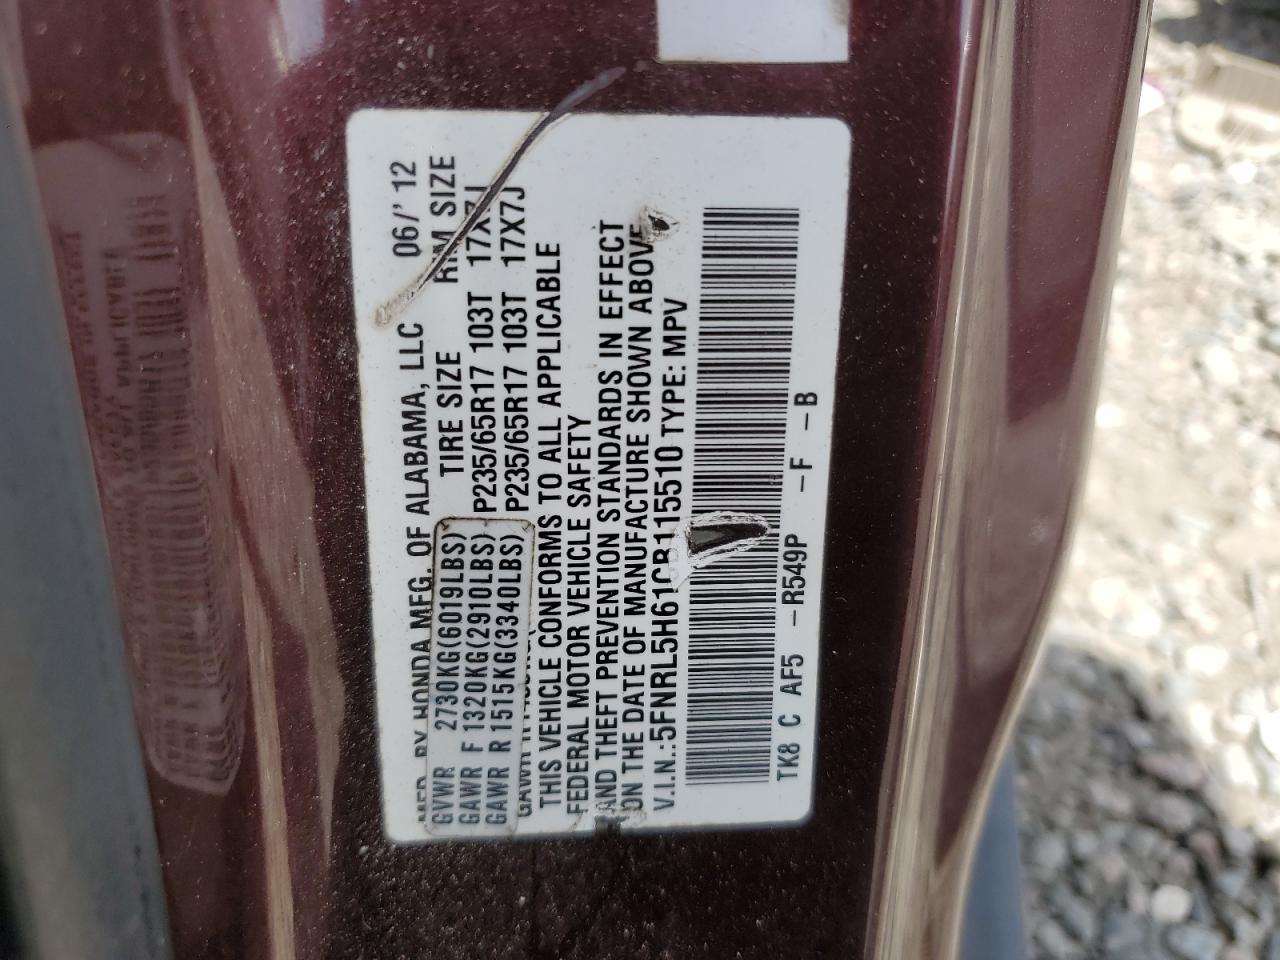 MFD. BY HONDA MFG. OF ALABAMA, LLC 06/'12
TIRE SIZE RIM SIZE
GVWR 2730KG(6019LBS)
GAWR F 1320KG(2910LBS) P235/65R17 103T 17X7J
GAWR R 1515KG(3340LBS) P235/65R17 103T 17X7J
THIS VEHICLE CONFORMS TO ALL APPLICABLE
FEDERAL MOTOR VEHICLE SAFETY
AND THEFT PREVENTION STANDARDS IN EFFECT
ON THE DATE OF MANUFACTURE SHOWN ABOVE
V.I.N.:5FNRL5H61CB115510 TYPE: MPV
TK8 C AF5 -R549P -F -B